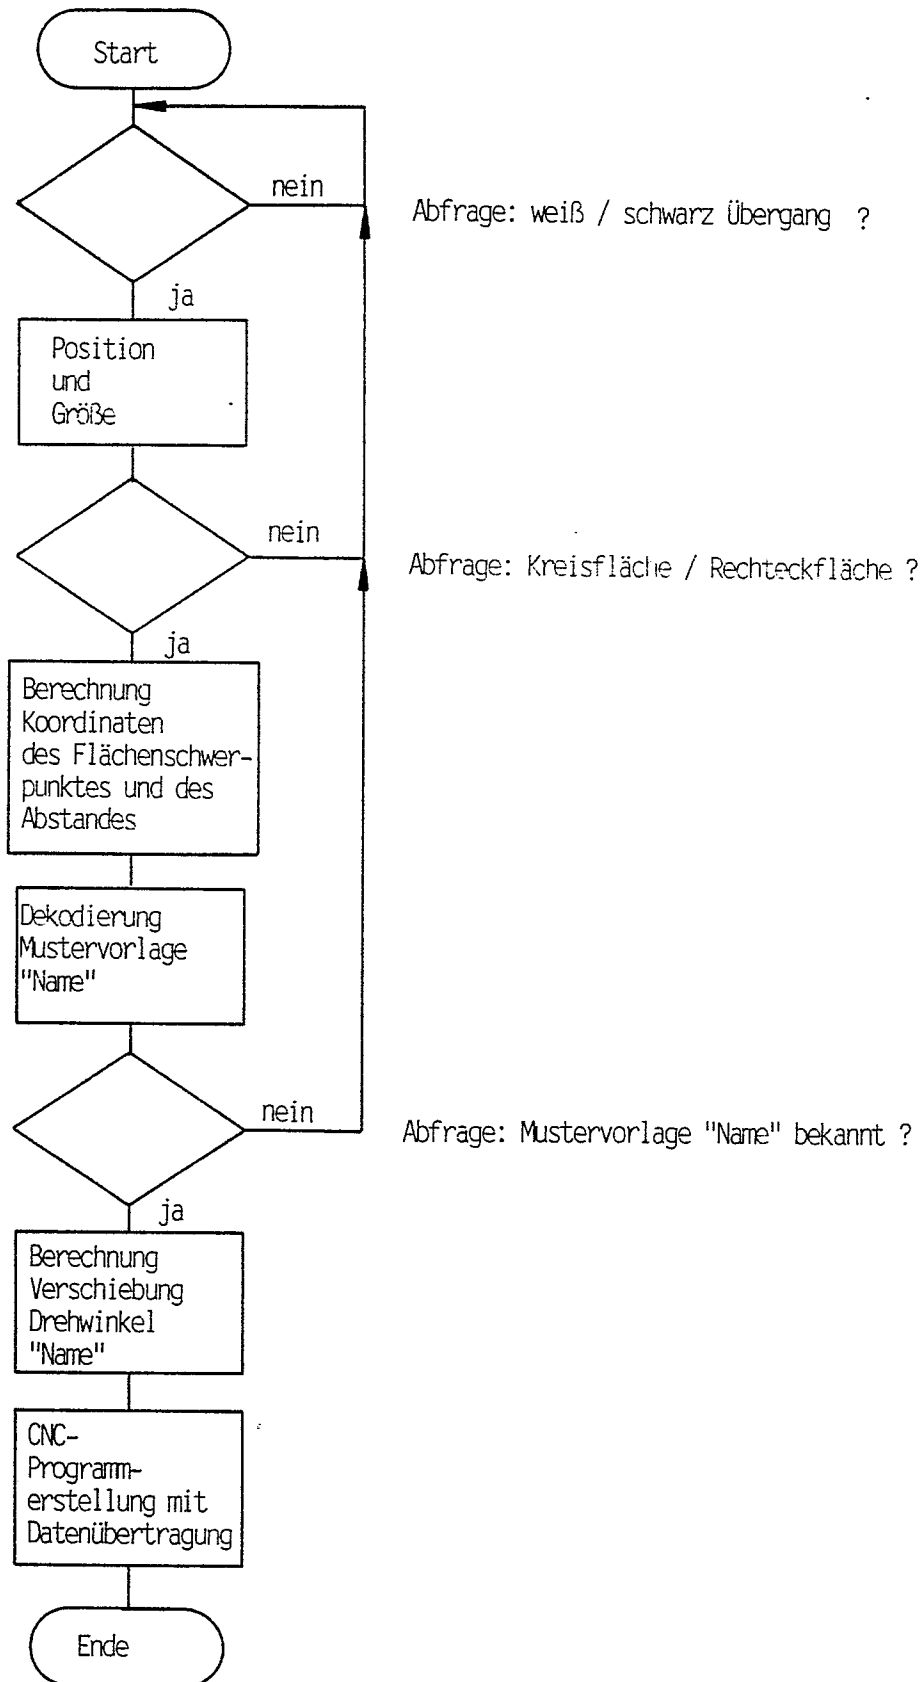 Start
nein
Abfrage: weiß / schwarz Übergang ?
ja
Position
und
Größe
nein
Abfrage: Kreisfläche / Rechteckfläche ?
ja
Berechnung
Koordinaten
des Flächenschwer-
punktes und des
Abstandes
Dekodierung
Mustervorlage
"Name"
nein
Abfrage: Mustervorlage "Name" bekannt ?
ja
Berechnung
Verschiebung
Drehwinkel
"Name"
CNC-
Programm-
erstellung mit
Datenübertragung
Ende